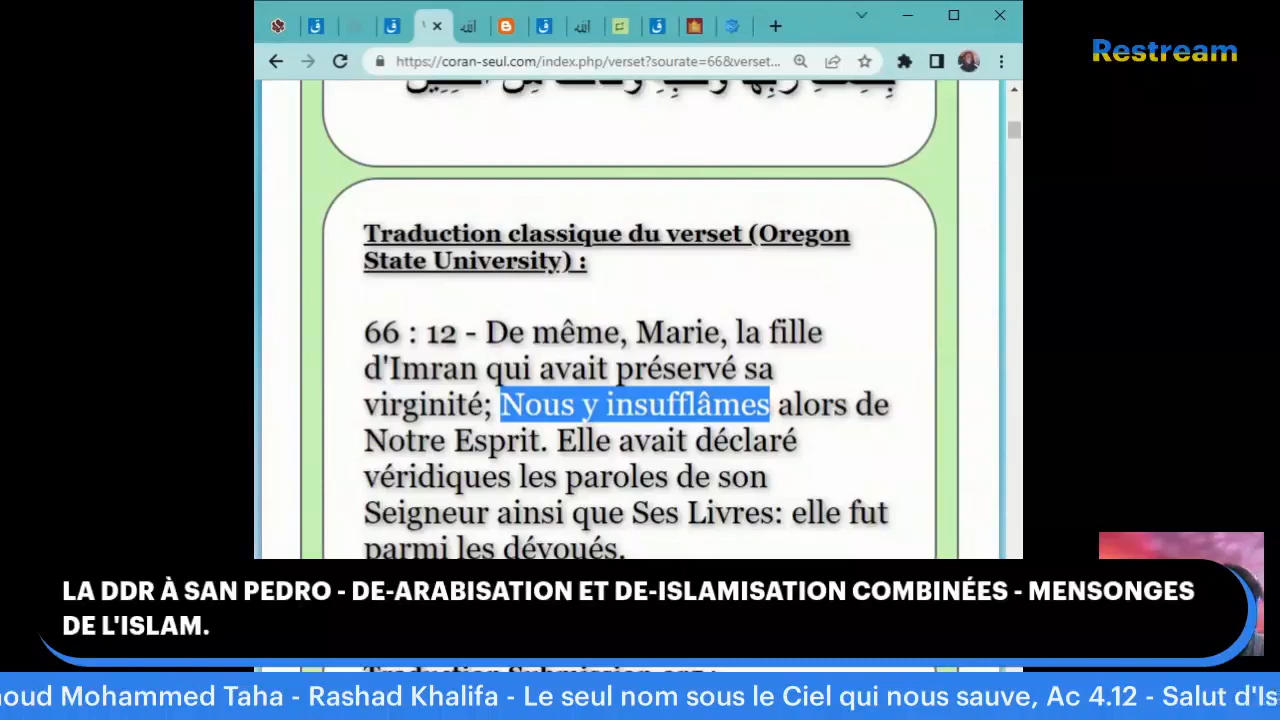 https://coran-seul.com/index.php/verset?sourate=66&verset...
Restream
Traduction classique du verset (Oregon
State University) :
66 : 12 - De même, Marie, la fille
d'Imran qui avait préservé sa
virginité; Nous y insufflâmes alors de
Notre Esprit. Elle avait déclaré
véridiques les paroles de son
Seigneur ainsi que Ses Livres: elle fut
parmi les dévoués.
LA DDR À SAN PEDRO - DE-ARABISATION ET DE-ISLAMISATION COMBINÉES - MENSONGES
DE L'ISLAM.
oud Mohammed Taha - Rashad Khalifa - Le seul nom sous le Ciel qui nous sauve, Ac 4.12 - Salut d'Is